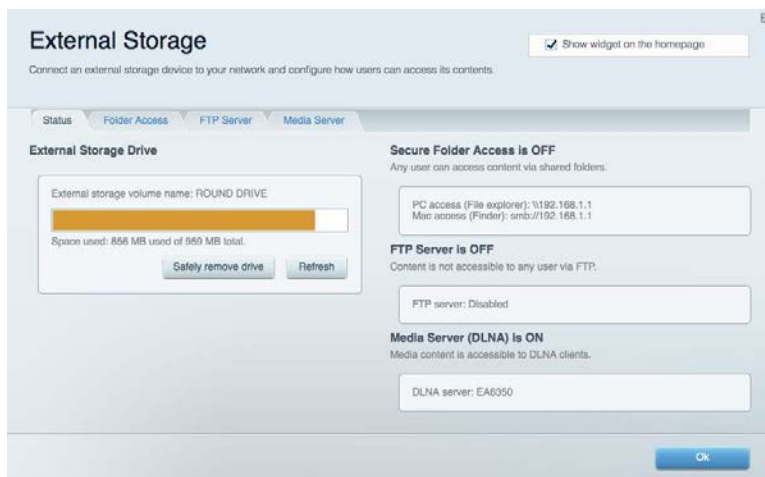 External Storage
Show widget on the homepage
Connect an external storage device to your network and configure how users can access its contents.
Status
Folder Access
FTP Server
Media Server
External Storage Drive
External storage volume name: ROUND DRIVE
Space used: 856 MB used of 969 MB total.
Safely remove drive
Refresh
Secure Folder Access is OFF
Any user can access content via shared folders.
PC access (File explorer): \\192.168.1.1
Mac access (Finder): smb://192.168.1.1
FTP Server is OFF
Content is not accessible to any user via FTP.
FTP server: Disabled
Media Server (DLNA) is ON
Media content is accessible to DLNA clients.
DLNA server: EA6350
Ok